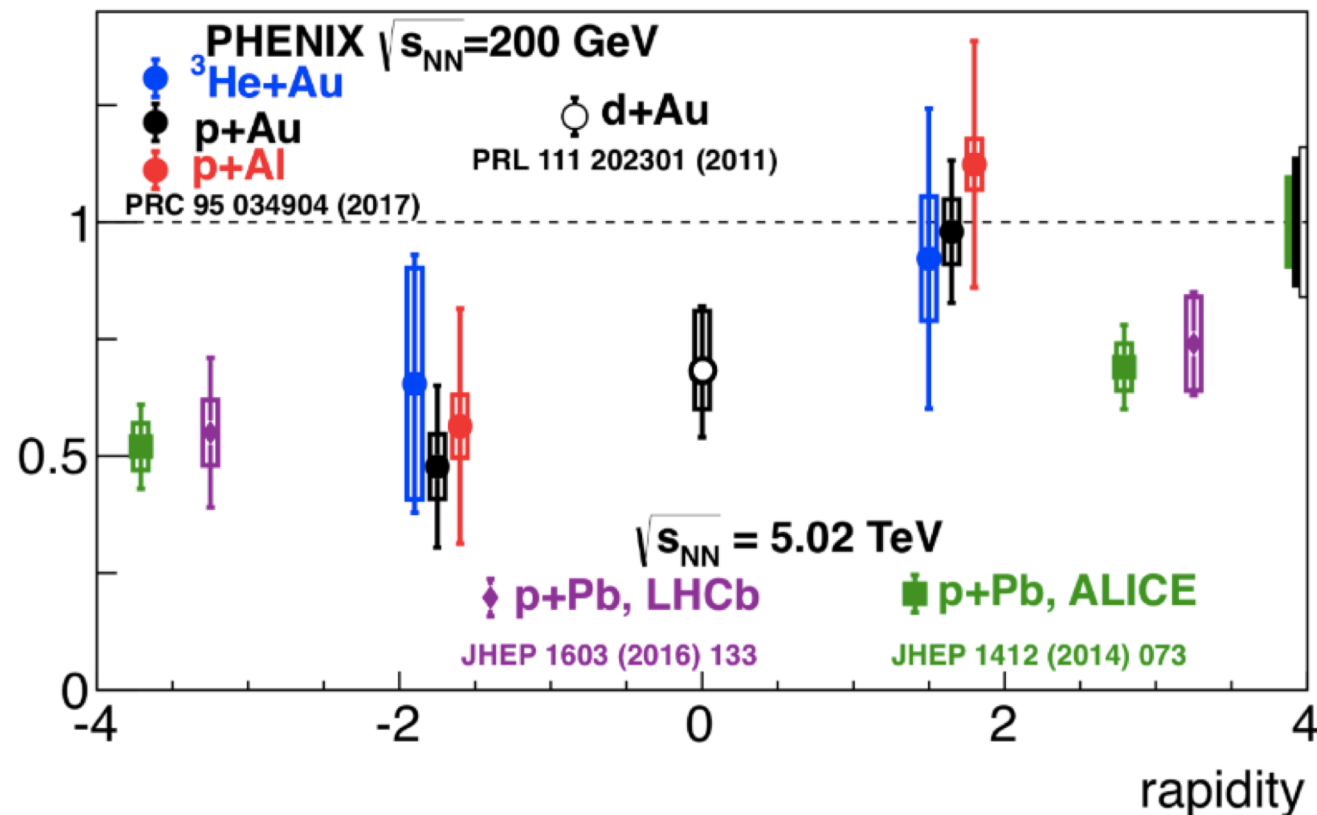 PHENIX √sNN=200 GeV
3He+Au
p+Au
p+Al
PRC 95 034904 (2017)
d+Au
PRL 111 202301 (2011)
1
0.5
0
√sNN = 5.02 TeV
p+Pb, LHCb
JHEP 1603 (2016) 133
p+Pb, ALICE
JHEP 1412 (2014) 073
-4 -2 0 2 4
rapidity